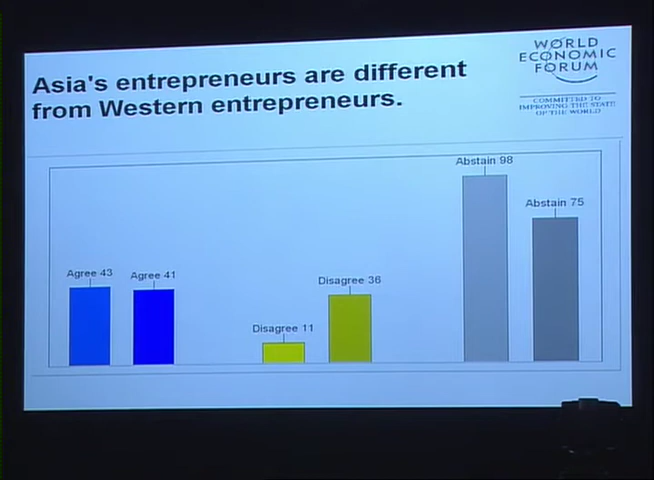 Asia's entrepreneurs are different
from Western entrepreneurs.
WORLD
ECONOMIC
FORUM
COMMITTED TO
IMPROVING THE STATE
OF THE WORLD
Agree 43
Agree 41
Disagree 11
Disagree 36
Abstain 98
Abstain 75